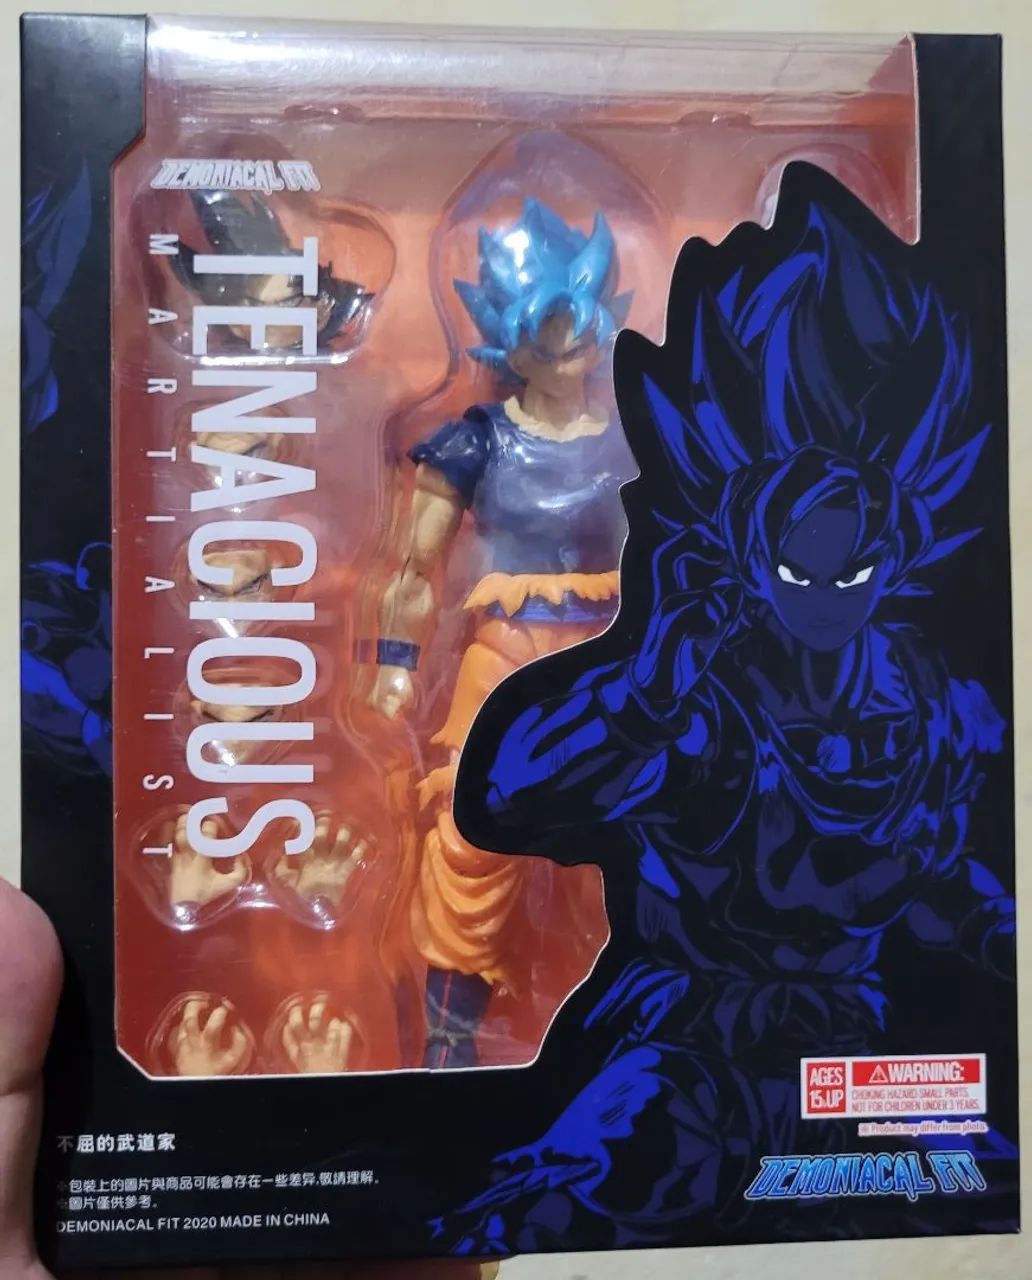 DEMONIACAL FIT
TENACIOUS
MARTIALIST
AGES
15&UP
⚠WARNING:
CHOKING HAZARD-SMALL PARTS.
NOT FOR CHILDREN UNDER 3 YEARS.
※ Product may differ from photo.
不屈的武道家
※包裝上的圖片與商品可能會存在一些差异,敬請理解。
※圖片僅供參考。
DEMONIACAL FIT 2020 MADE IN CHINA
DEMONIACAL FIT